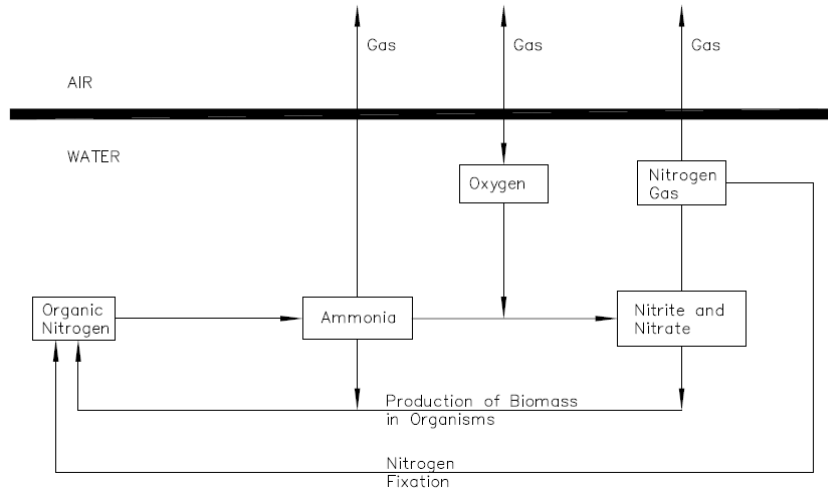 Gas
Gas
Gas
AIR
WATER
Oxygen
Nitrogen
Gas
Organic
Nitrogen
Ammonia
Nitrite and
Nitrate
Production of Biomass
in Organisms
Nitrogen
Fixation